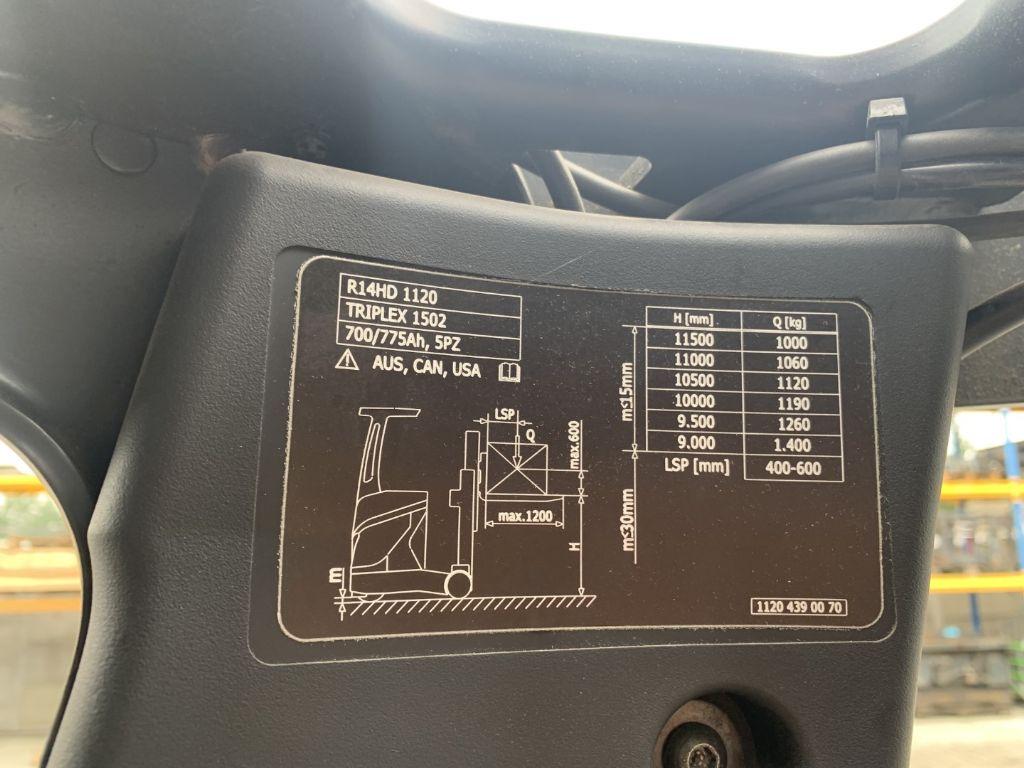 R14HD 1120
TRIPLEX 1502
700/775Ah, 5PZ
AUS, CAN, USA
LSP
Q
max.600
max.1200
H
m
m≤15mm
m≤30mm
H [mm] Q [kg]
11500 1000
11000 1060
10500 1120
10000 1190
9.500 1260
9.000 1.400
LSP [mm] 400-600
1120 439 00 70